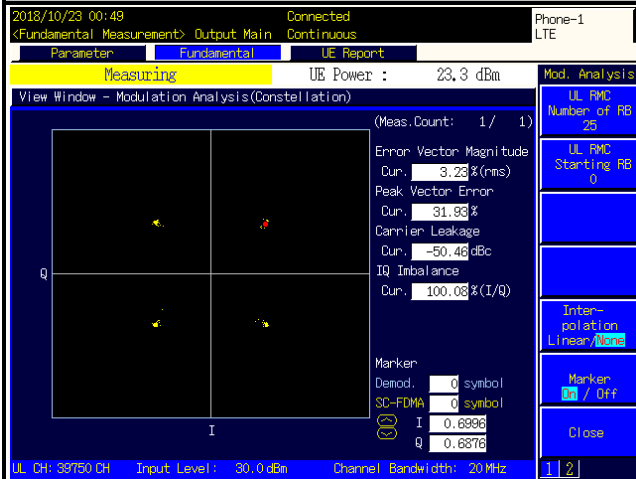 2018/10/23 00:49 Connected Phone-1
<Fundamental Measurement> Output Main Continuous LTE
Parameter Fundamental UE Report
Measuring UE Power : 23.3 dBm Mod. Analysis
View Window - Modulation Analysis(Constellation)
UL RMC
Number of RB
25
(Meas.Count: 1/ 1)
Error Vector Magnitude
Cur. 3.23 %(rms)
Peak Vector Error
Cur. 31.93 %
Carrier Leakage
Cur. -50.46 dBc
IQ Imbalance
Cur. 100.08 %(I/Q)
UL RMC
Starting RB
0
Q
I
Marker
Demod. 0 symbol
SC-FDMA 0 symbol
I 0.6996
Q 0.6876
Inter-
polation
Linear/None
Marker
On / Off
Close
UL CH: 39750 CH Input Level: 30.0 dBm Channel Bandwidth: 20 MHz 1 2